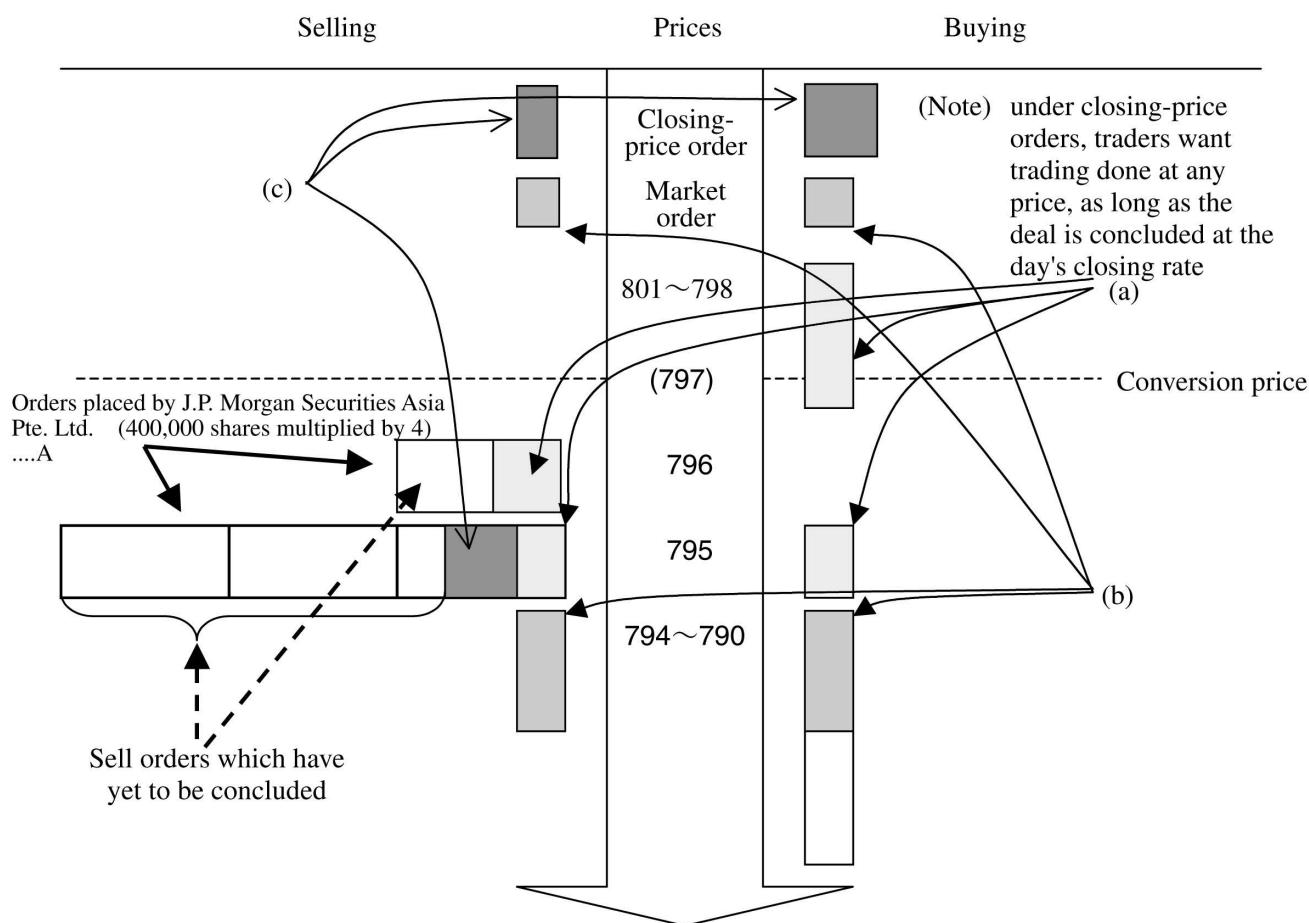 Selling
Prices
Buying
Closing-
price order
(Note) under closing-price
orders, traders want
trading done at any
price, as long as the
deal is concluded at the
day's closing rate
(c)
Market
order
801～798
(a)
(797)
Conversion price
Orders placed by J.P. Morgan Securities Asia
Pte. Ltd. (400,000 shares multiplied by 4)
....A
796
795
(b)
794～790
Sell orders which have
yet to be concluded